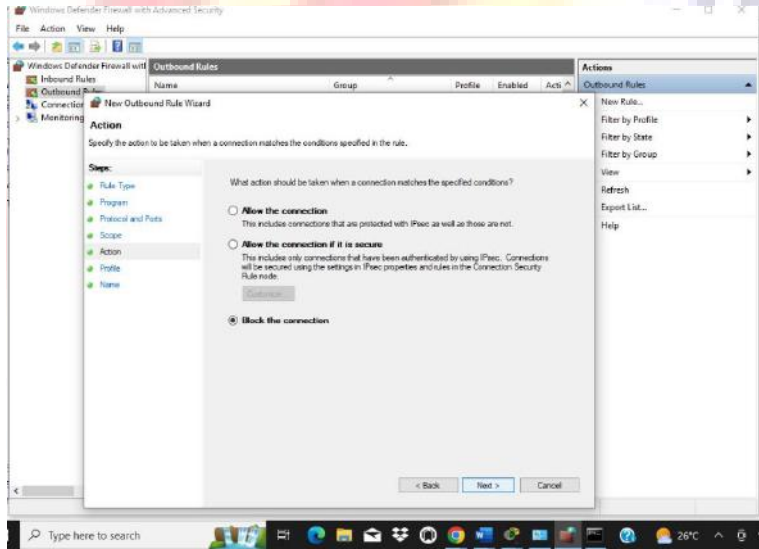 Windows Defender Firewall with Advanced Security
File Action View Help
Windows Defender Firewall with
Inbound Rules
Outbound Rules
Connection
Monitoring
Outbound Rules
Name Group Profile Enabled Acti
Actions
Outbound Rules
New Rule...
Filter by Profile
Filter by State
Filter by Group
View
Refresh
Export List...
Help
New Outbound Rule Wizard
Action
Specify the action to be taken when a connection matches the conditions specified in the rule.
Steps:
Rule Type
Program
Protocol and Ports
Scope
Action
Profile
Name
What action should be taken when a connection matches the specified conditions?
Allow the connection
This includes connections that are protected with IPsec as well as those are not.
Allow the connection if it is secure
This includes only connections that have been authenticated by using IPsec. Connections
will be secured using the settings in IPsec properties and rules in the Connection Security
Rule node.
Customize...
Block the connection
< Back Next > Cancel
Type here to search
26°C